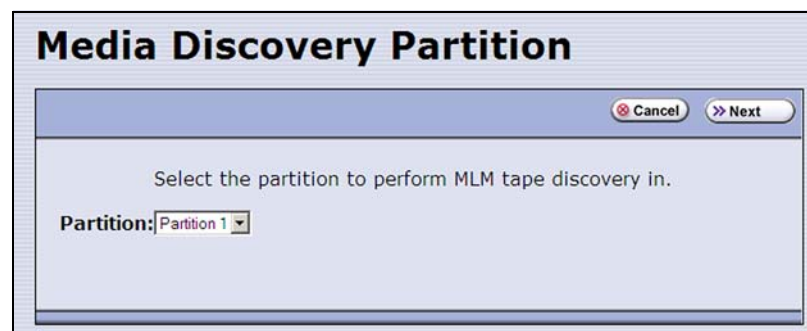 Media Discovery Partition
Cancel
Next
Select the partition to perform MLM tape discovery in.
Partition: Partition 1